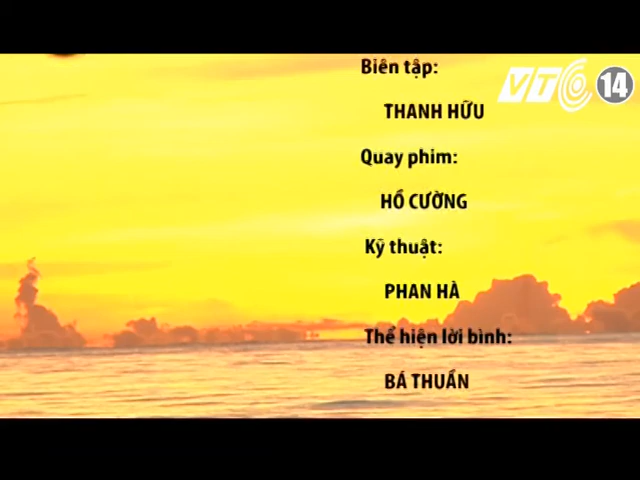 Biên tập:
VTC 14
THANH HỮU
Quay phim:
HỒ CƯỜNG
Kỹ thuật:
PHAN HÀ
Thể hiện lời bình:
BÁ THUẦN